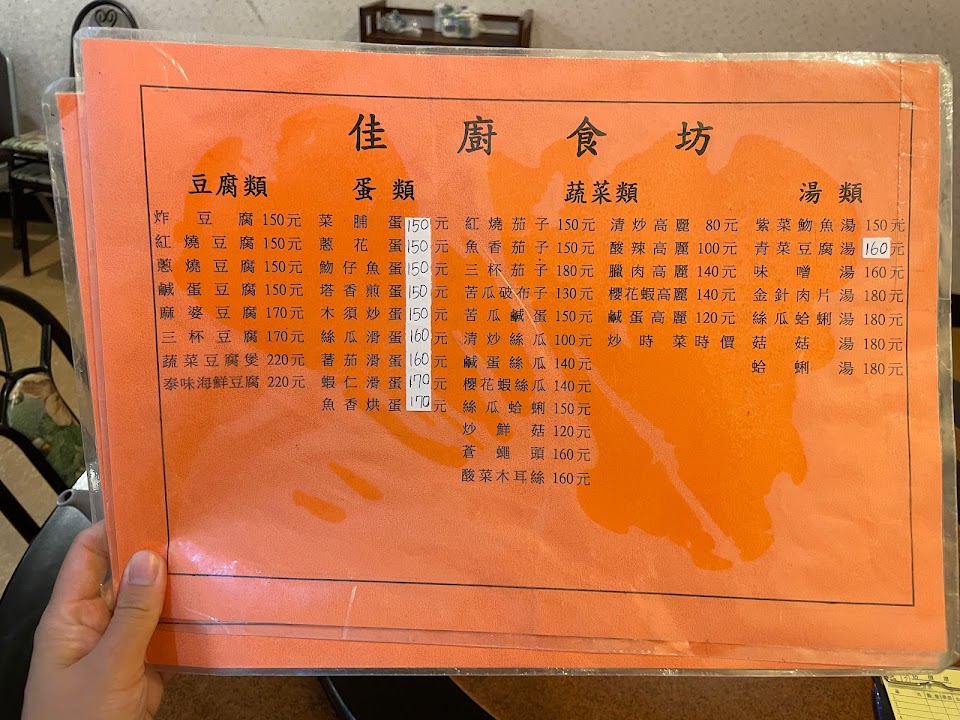 佳廚食坊
豆腐類
炸豆腐 150元
紅燒豆腐 150元
蔥燒豆腐 150元
鹹蛋豆腐 150元
麻婆豆腐 170元
三杯豆腐 170元
蔬菜豆腐煲 220元
泰味海鮮豆腐 220元
蛋類
菜脯蛋 150元
蔥花蛋 150元
魩仔魚蛋 150元
塔香煎蛋 150元
木須炒蛋 150元
絲瓜滑蛋 160元
蕃茄滑蛋 160元
蝦仁滑蛋 170元
魚香烘蛋 170元
蔬菜類
紅燒茄子 150元
魚香茄子 150元
三杯茄子 180元
苦瓜破布子 130元
苦瓜鹹蛋 150元
清炒絲瓜 100元
鹹蛋絲瓜 140元
櫻花蝦絲瓜 140元
絲瓜蛤蜊 150元
炒鮮菇 120元
蒼蠅頭 160元
酸菜木耳絲 160元
清炒高麗 80元
酸辣高麗 100元
臘肉高麗 140元
櫻花蝦高麗 140元
鹹蛋高麗 120元
炒時菜時價
湯類
紫菜魩魚湯 150元
青菜豆腐湯 160元
味噌湯 160元
金針肉片湯 180元
絲瓜蛤蜊湯 180元
菇菇湯 180元
蛤蜊湯 180元